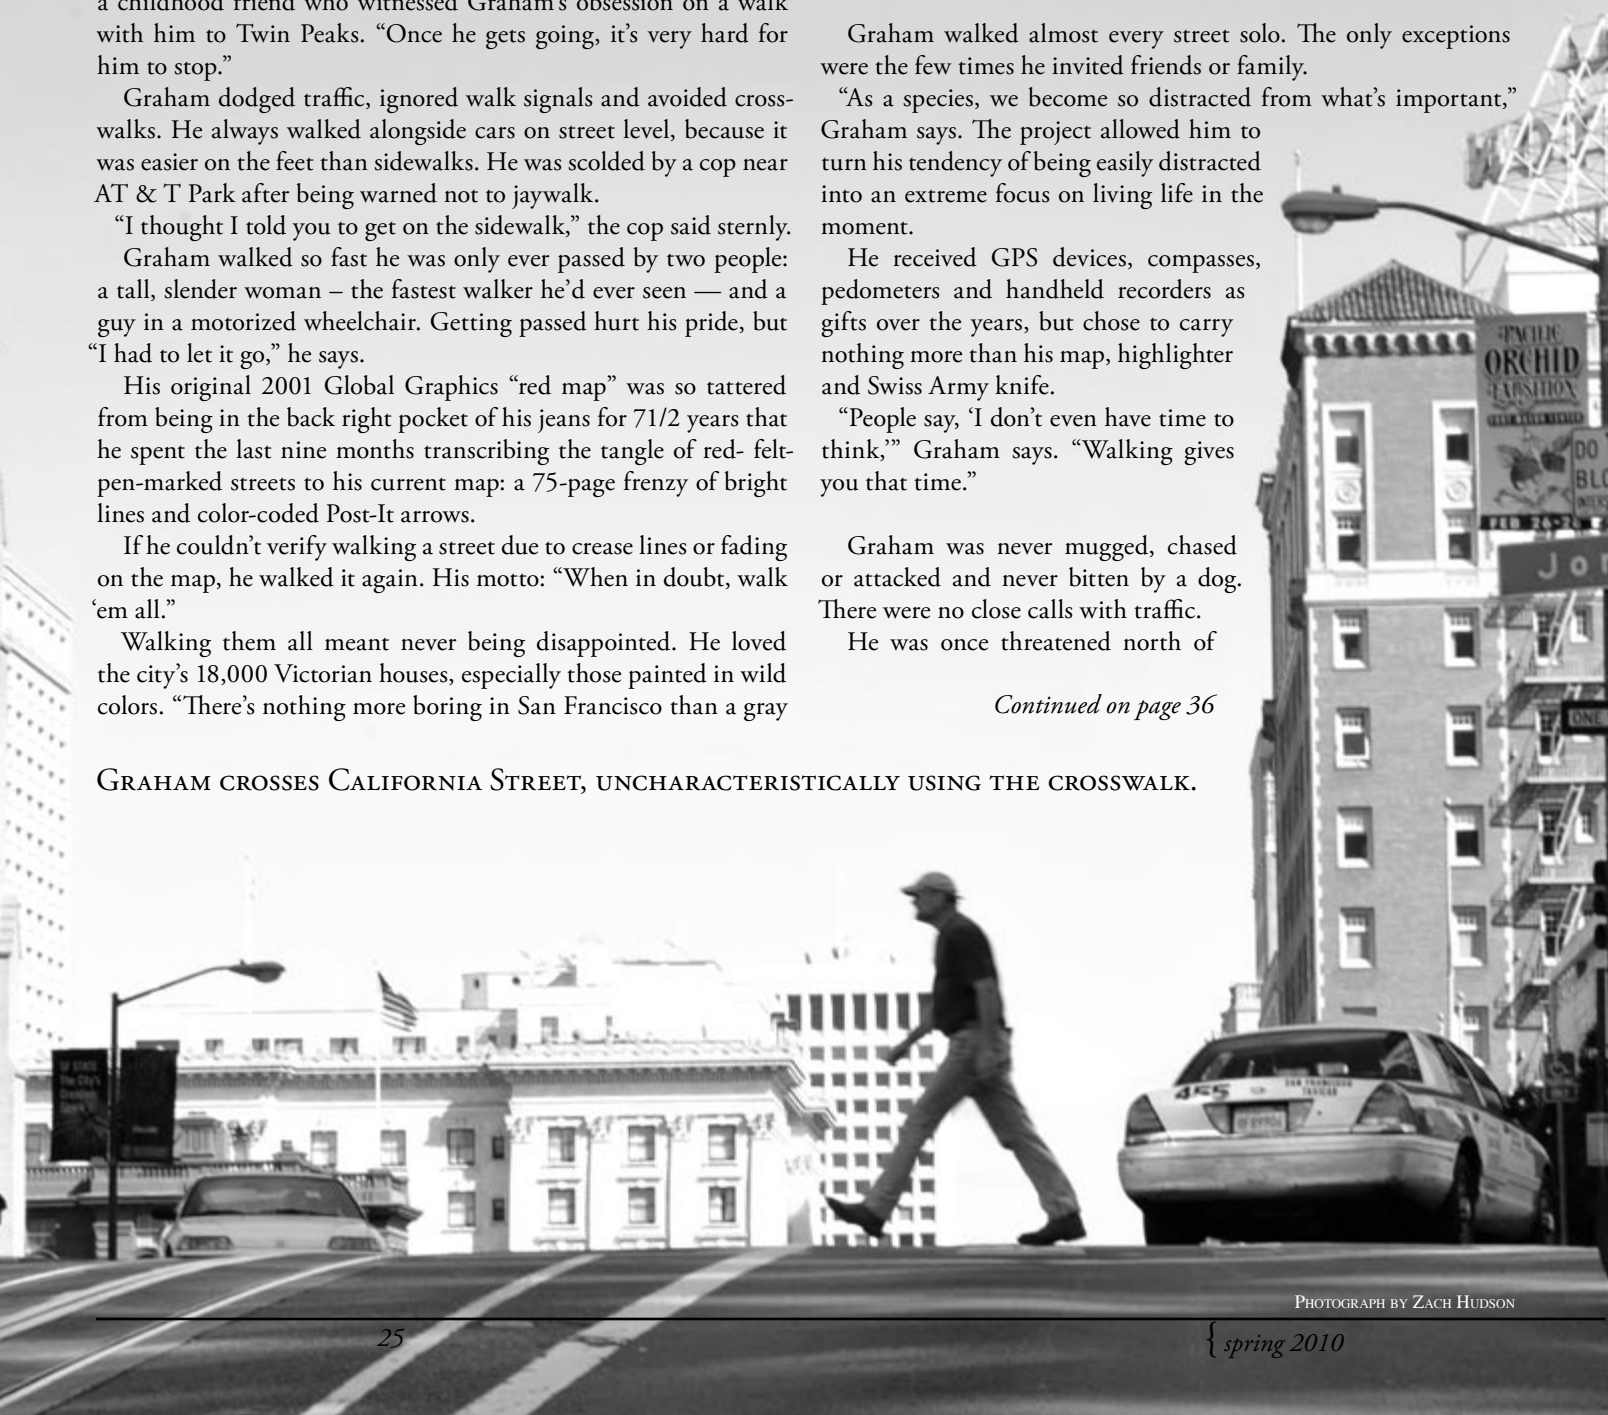 a childhood friend who witnessed Graham's obsession on a walk
with him to Twin Peaks. “Once he gets going, it’s very hard for
him to stop.”
Graham dodged traffic, ignored walk signals and avoided cross-
walks. He always walked alongside cars on street level, because it
was easier on the feet than sidewalks. He was scolded by a cop near
AT & T Park after being warned not to jaywalk.
“I thought I told you to get on the sidewalk,” the cop said sternly.
Graham walked so fast he was only ever passed by two people:
a tall, slender woman – the fastest walker he’d ever seen — and a
guy in a motorized wheelchair. Getting passed hurt his pride, but
“I had to let it go,” he says.
His original 2001 Global Graphics “red map” was so tattered
from being in the back right pocket of his jeans for 71/2 years that
he spent the last nine months transcribing the tangle of red- felt-
pen-marked streets to his current map: a 75-page frenzy of bright
lines and color-coded Post-It arrows.
If he couldn’t verify walking a street due to crease lines or fading
on the map, he walked it again. His motto: “When in doubt, walk
‘em all.”
Walking them all meant never being disappointed. He loved
the city’s 18,000 Victorian houses, especially those painted in wild
colors. “There’s nothing more boring in San Francisco than a gray
Graham walked almost every street solo. The only exceptions
were the few times he invited friends or family.
“As a species, we become so distracted from what’s important,”
Graham says. The project allowed him to
turn his tendency of being easily distracted
into an extreme focus on living life in the
moment.
He received GPS devices, compasses,
pedometers and handheld recorders as
gifts over the years, but chose to carry
nothing more than his map, highlighter
and Swiss Army knife.
“People say, ‘I don’t even have time to
think,’” Graham says. “Walking gives
you that time.”
Graham was never mugged, chased
or attacked and never bitten by a dog.
There were no close calls with traffic.
He was once threatened north of
Continued on page 36
Graham crosses California Street, uncharacteristically using the crosswalk.
PACIFIC
ORCHID
EXPOSITION
DO
BLO
Jo
ONE
455
SAN FRANCISCO
TAXICAB
SF STATE
The City's
Photograph by Zach Hudson
25
{ spring 2010